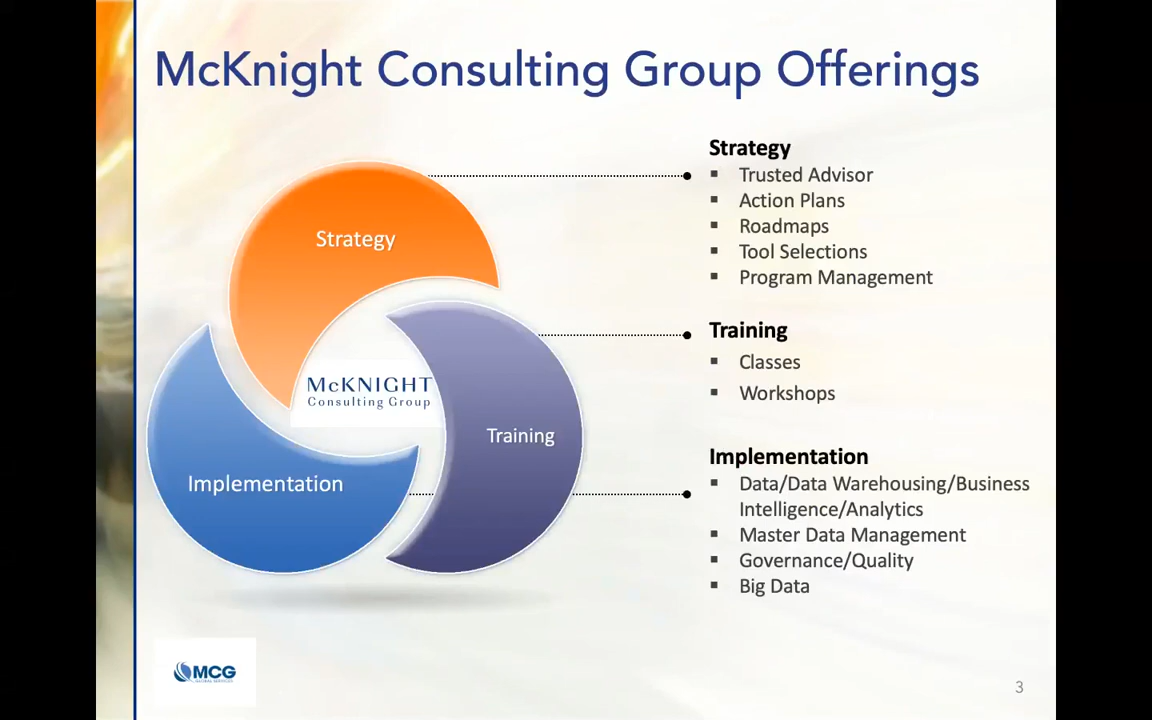 McKnight Consulting Group Offerings
Strategy
Training
Implementation
McKNIGHT
Consulting Group
Strategy
▪ Trusted Advisor
▪ Action Plans
▪ Roadmaps
▪ Tool Selections
▪ Program Management
Training
▪ Classes
▪ Workshops
Implementation
▪ Data/Data Warehousing/Business
Intelligence/Analytics
▪ Master Data Management
▪ Governance/Quality
▪ Big Data
MCG
3